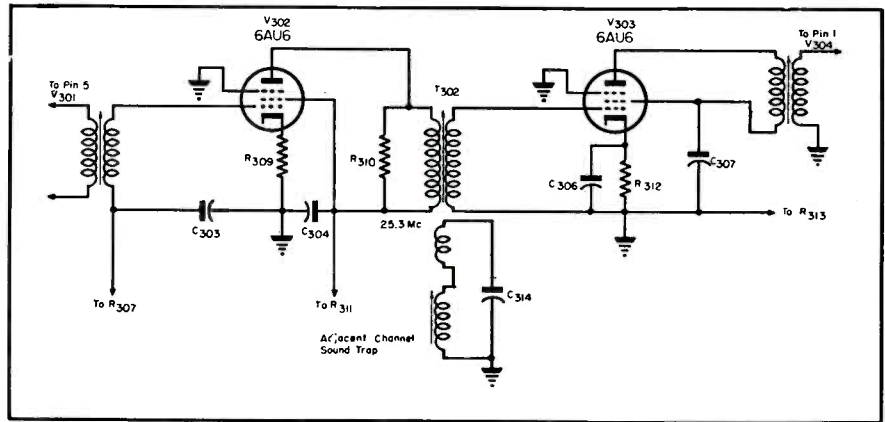 V302
6AU6
V303
6AU6
To Pin 1
V304
To Pin 5
V301
T302
R309
R310
C306
R312
C307
C303
C304
25.3 Mc
To R313
To R307
To R311
C314
Adjacent Channel
Sound Trap